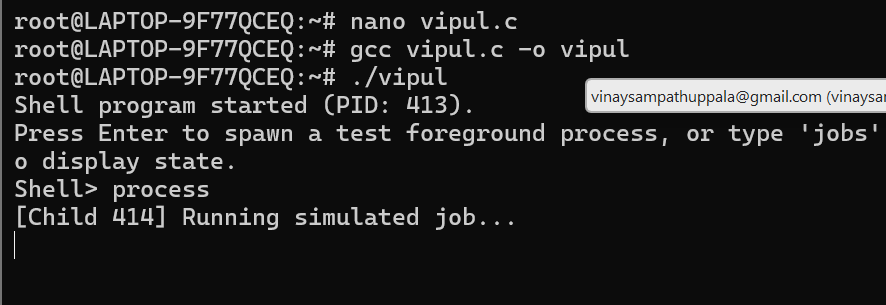 root@LAPTOP-9F77QCEQ:~# nano vipul.c
root@LAPTOP-9F77QCEQ:~# gcc vipul.c -o vipul
root@LAPTOP-9F77QCEQ:~# ./vipul
Shell program started (PID: 413).
vinaysampathuppala@gmail.com (vinaysam
Press Enter to spawn a test foreground process, or type 'jobs'
o display state.
Shell> process
[Child 414] Running simulated job...